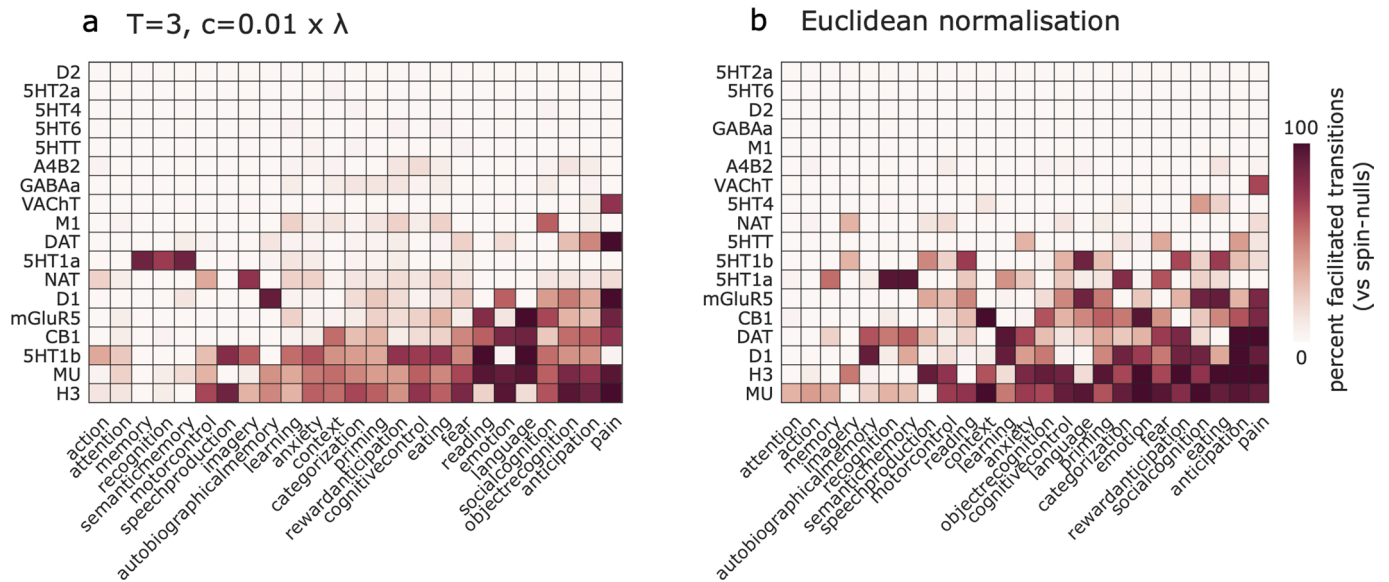 a T=3, c=0.01 x λ
D2
5HT2a
5HT4
5HT6
5HTT
A4B2
GABAa
VAChT
M1
DAT
5HT1a
NAT
D1
mGluR5
CB1
5HT1b
MU
H3
action
attention
memory
recognition
semanticmemory
motorcontrol
speechproduction
imagery
autobiographicalmemory
learning
anxiety
context
categorization
priming
rewardanticipation
cognitivecontrol
eating
fear
reading
emotion
language
socialcognition
objectrecognition
anticipation
pain
b Euclidean normalisation
5HT2a
5HT6
D2
GABAa
M1
A4B2
VAChT
5HT4
NAT
5HTT
5HT1b
5HT1a
mGluR5
CB1
DAT
D1
H3
MU
attention
action
memory
imagery
autobiographicalmemory
recognition
semanticmemory
speechproduction
motorcontrol
reading
context
learning
anxiety
objectrecognition
cognitivecontrol
language
priming
categorization
emotion
fear
rewardanticipation
socialcognition
eating
anticipation
pain
100
0
percent facilitated transitions
(vs spin-nulls)